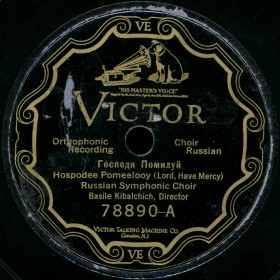 VE
"HIS MASTER'S VOICE"
VICTOR
Orthophonic Recording
Choir Russian
Господи Помилуй
Hospodee Pomeelooy (Lord, Have Mercy)
Russian Symphonic Choir
Basile Kibalchich, Director
78890-A
VICTOR TALKING MACHINE CO.
Camden, N.J.
VE